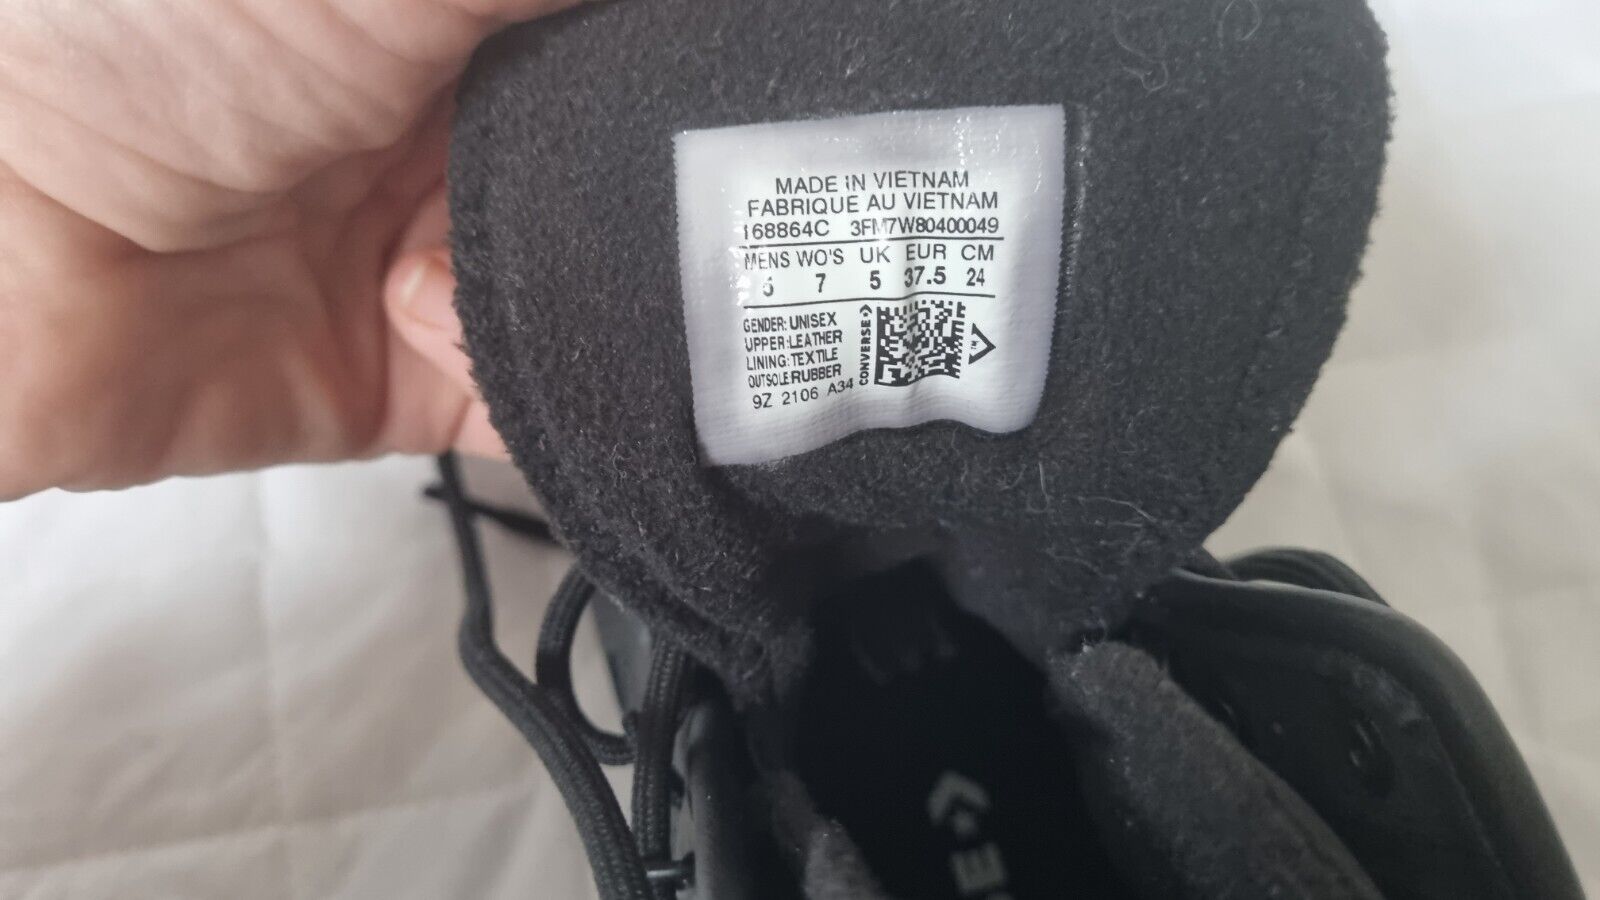 MADE IN VIETNAM
FABRIQUE AU VIETNAM
168864C 3FM7W80400049
MENS WO'S UK EUR CM
7 5 37.5 24
GENDER: UNISEX
UPPER: LEATHER
LINING: TEXTILE
OUTSOLE RUBBER
9Z 2106 A34
CONVERSE
TM